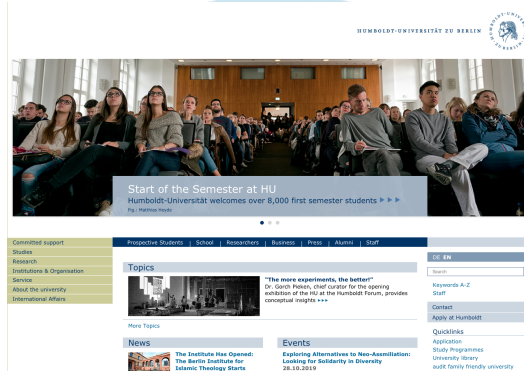 HUMBOLDT-UNIVERSITÄT ZU BERLIN
Start of the Semester at HU
Humboldt-Universität welcomes over 8,000 first semester students
Fig.: Matthias Heyde
Committed support
Studies
Research
Institutions & Organisation
Service
About the university
International Affairs
Prospective Students | School | Researchers | Business | Press | Alumni | Staff
Topics
"The more experiments, the better!"
Dr. Gorch Pieken, chief curator for the opening
exhibition of the HU at the Humboldt Forum, provides
conceptual insights
More Topics
News
The Institute Has Opened:
The Berlin Institute for
Islamic Theology Starts
Events
Exploring Alternatives to Neo-Assmiliation:
Looking for Solidarity in Diversity
28.10.2019
DE EN
Search
Keywords A-Z
Staff
Contact
Apply at Humboldt
Quicklinks
Application
Study Programmes
University library
audit family friendly university